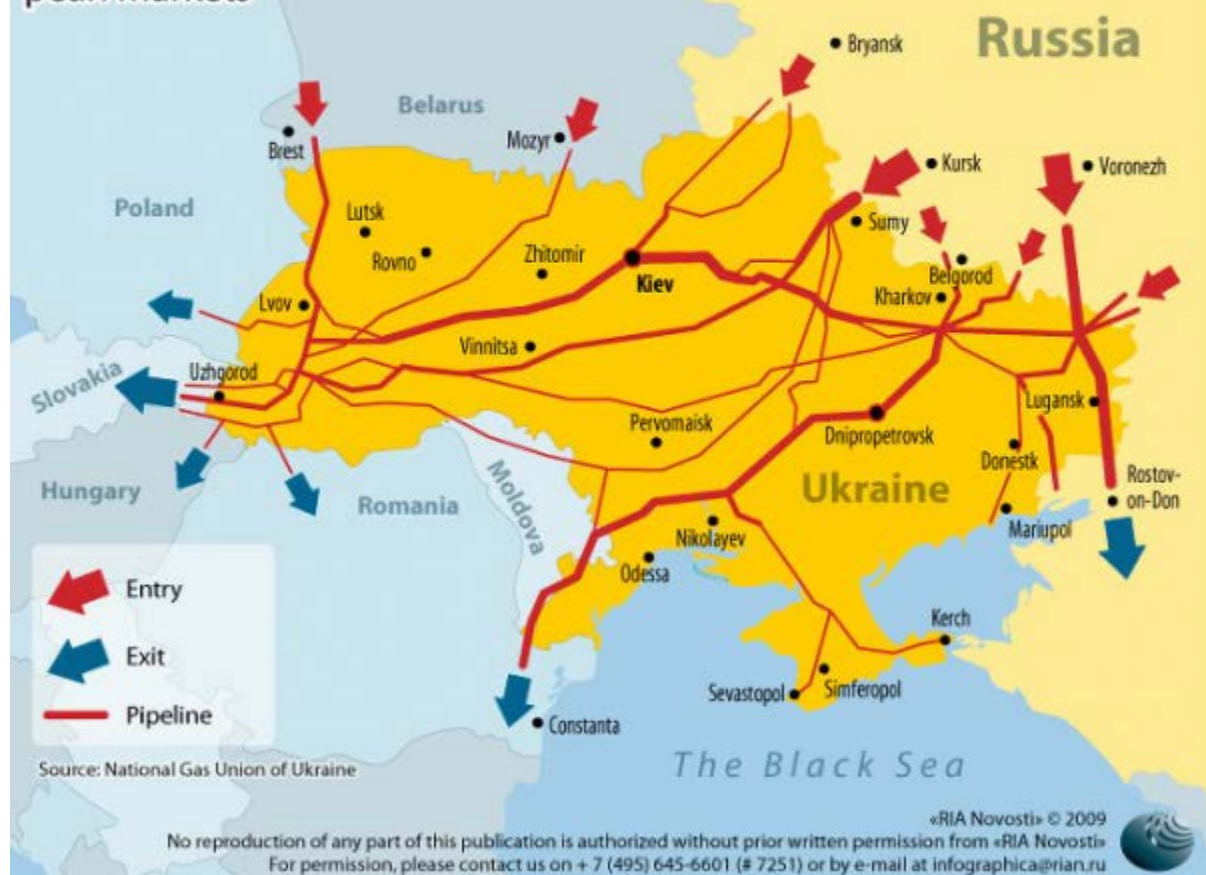 Russia
Bryansk
Belarus
Brest
Mozyr
Kursk
Voronezh
Poland
Lutsk
Rovno
Zhitomir
Kiev
Sumy
Belgorod
Kharkov
Lvov
Vinnitsa
Slovakia
Uzhgorod
Pervomaisk
Dnipropetrovsk
Lugansk
Donestk
Ukraine
Hungary
Romania
Moldova
Rostov-
on-Don
Mariupol
Nikolayev
Odessa
Entry
Exit
Pipeline
Kerch
Sevastopol
Simferopol
Constanta
The Black Sea
Source: National Gas Union of Ukraine
«RIA Novosti» © 2009
No reproduction of any part of this publication is authorized without prior written permission from «RIA Novosti»
For permission, please contact us on + 7 (495) 645-6601 (# 7251) or by e-mail at infographica@rian.ru